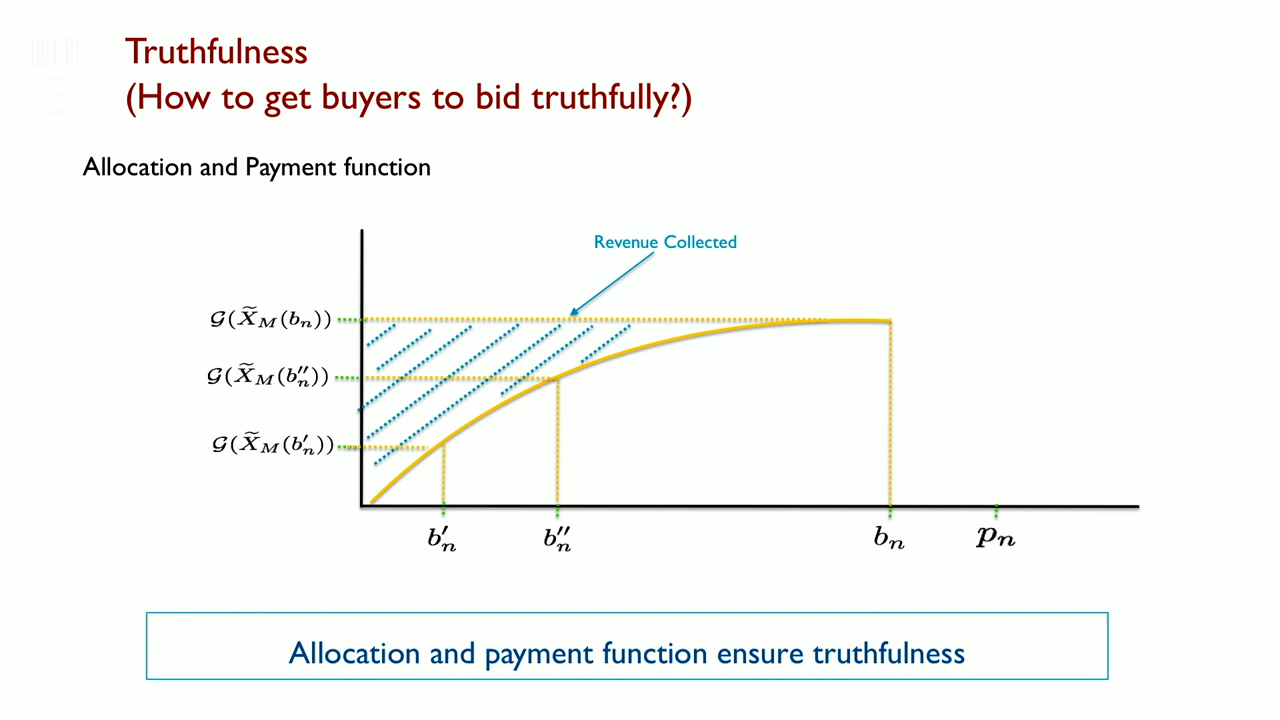 Truthfulness
(How to get buyers to bid truthfully?)
Allocation and Payment function
Revenue Collected
𝒢(X̃_M(b_n))
𝒢(X̃_M(b''_n))
𝒢(X̃_M(b'_n))
b'_n b''_n b_n p_n
Allocation and payment function ensure truthfulness